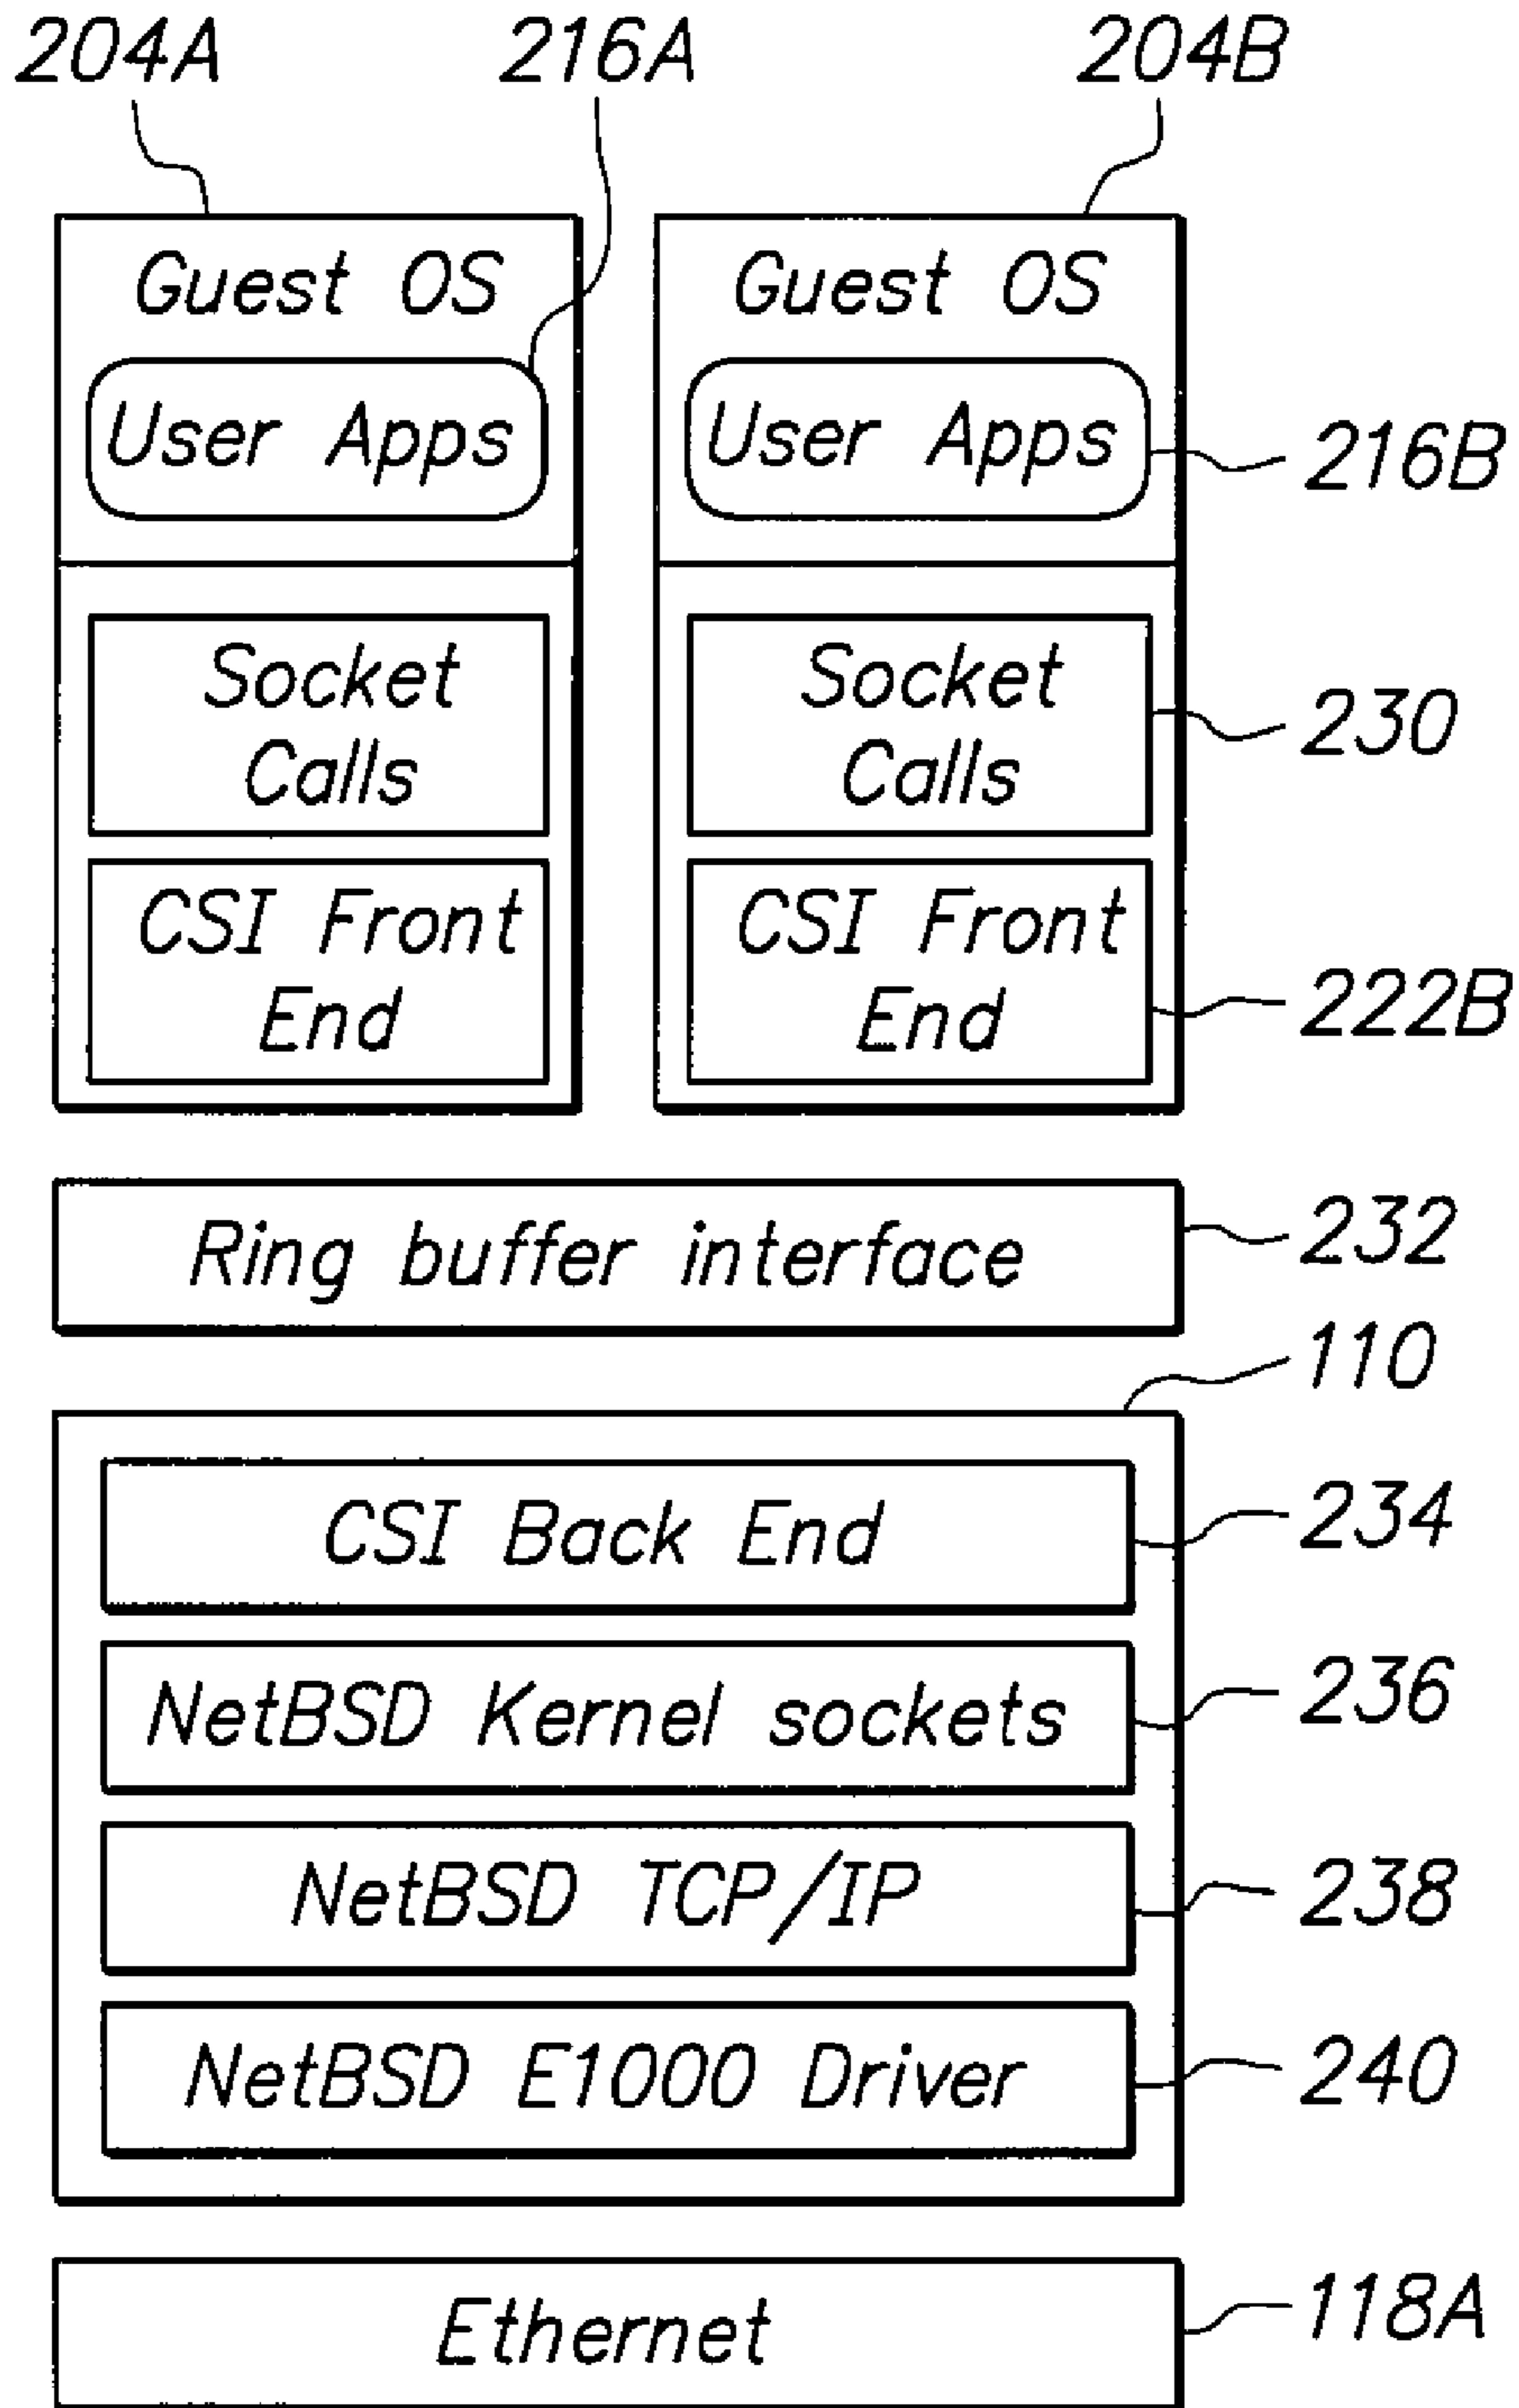 204A
216A
204B
Guest OS
User Apps
Socket
Calls
CSI Front
End
Guest OS
User Apps
216B
Socket
Calls
230
CSI Front
End
222B
Ring buffer interface
232
110
CSI Back End
234
NetBSD Kernel sockets
236
NetBSD TCP/IP
238
NetBSD E1000 Driver
240
Ethernet
118A